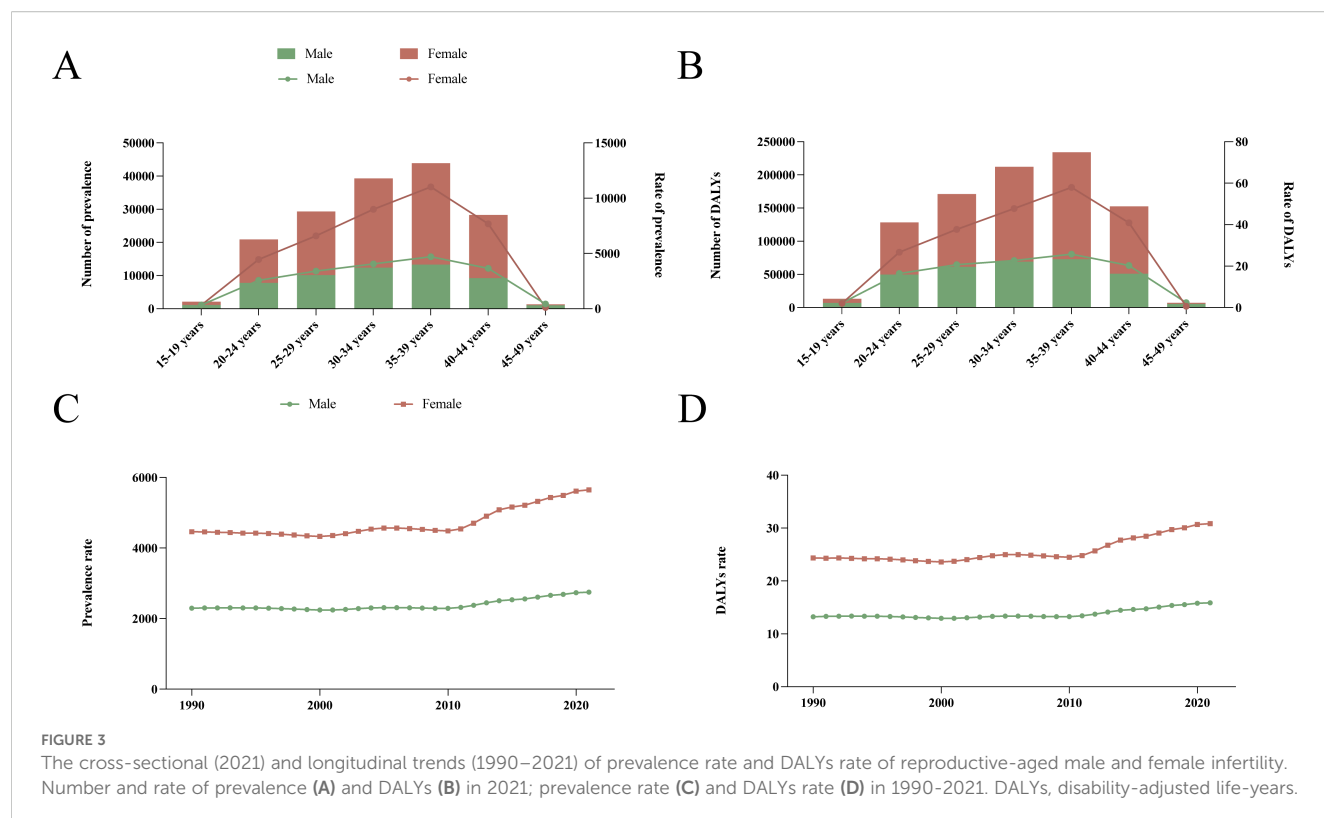 A
Male
Female
Male
Female
Number of prevalence
50000
40000
30000
20000
10000
0
15000
10000
5000
0
Rate of prevalence
15-19 years
20-24 years
25-29 years
30-34 years
35-39 years
40-44 years
45-49 years
B
Number of DALYs
250000
200000
150000
100000
50000
0
80
60
40
20
0
Rate of DALYs
15-19 years
20-24 years
25-29 years
30-34 years
35-39 years
40-44 years
45-49 years
C
Male
Female
Prevalence rate
6000
4000
2000
0
1990
2000
2010
2020
D
DALYs rate
40
30
20
10
0
1990
2000
2010
2020
FIGURE 3
The cross-sectional (2021) and longitudinal trends (1990–2021) of prevalence rate and DALYs rate of reproductive-aged male and female infertility.
Number and rate of prevalence (A) and DALYs (B) in 2021; prevalence rate (C) and DALYs rate (D) in 1990-2021. DALYs, disability-adjusted life-years.